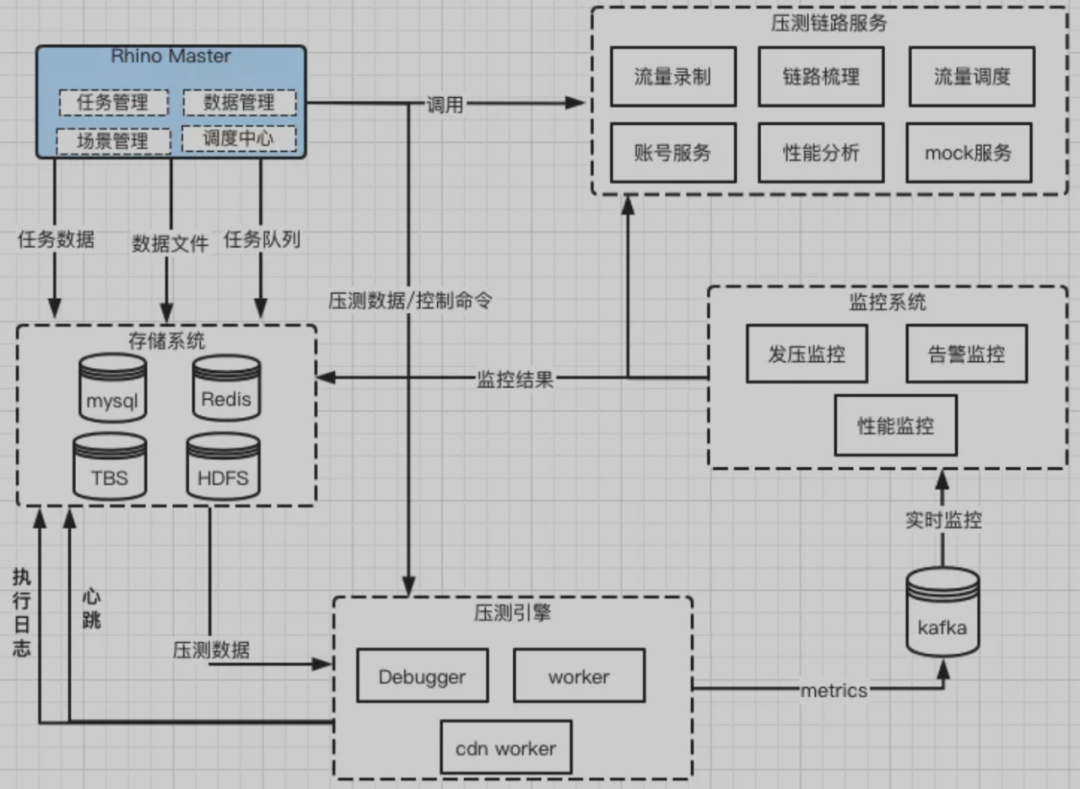 Rhino Master
任务管理
数据管理
场景管理
调度中心
调用
压测链路服务
流量录制
链路梳理
流量调度
账号服务
性能分析
mock服务
任务数据
数据文件
任务队列
压测数据/控制命令
存储系统
mysql
Redis
TBS
HDFS
监控结果
监控系统
发压监控
告警监控
性能监控
实时监控
kafka
metrics
执行日志
心跳
压测数据
压测引擎
Debugger
worker
cdn worker